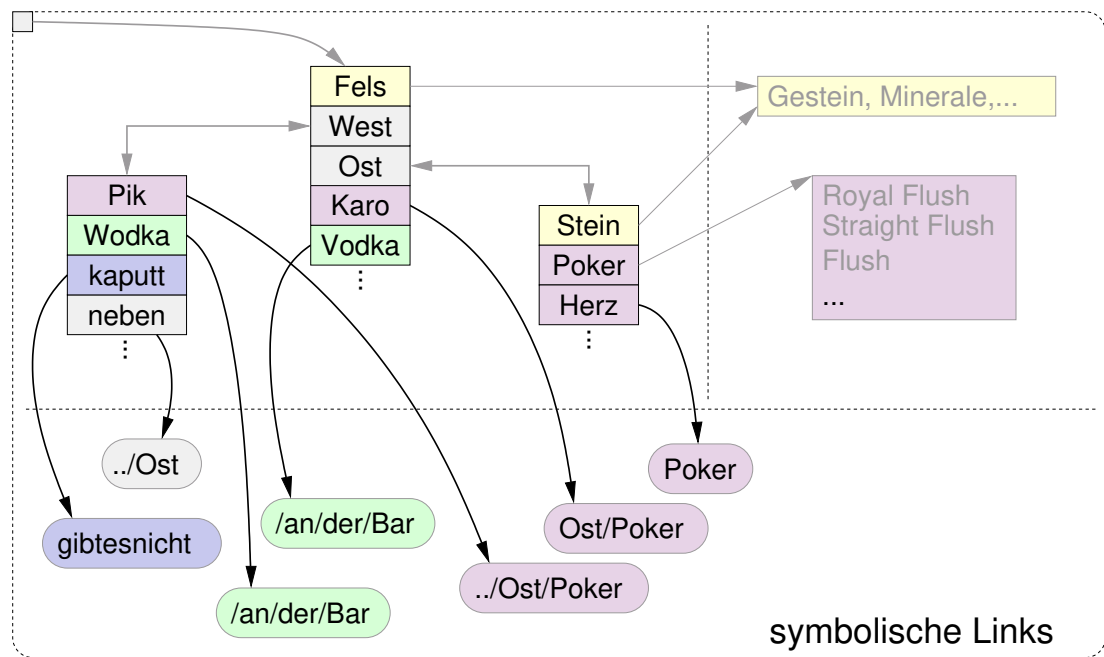 Fels
West
Ost
Karo
Vodka
⋮
Gestein, Minerale,...
Pik
Wodka
kaputt
neben
⋮
Stein
Poker
Herz
⋮
Royal Flush
Straight Flush
Flush
...
../Ost
Poker
gibtesnicht
/an/der/Bar
Ost/Poker
../Ost/Poker
/an/der/Bar
symbolische Links